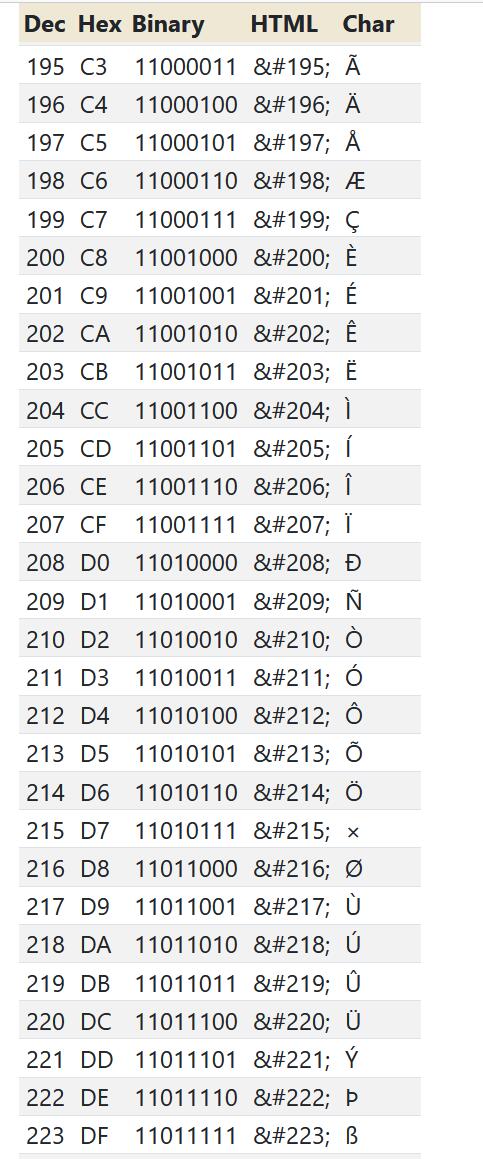 Dec Hex Binary HTML Char
195 C3 11000011 &#195; Ã
196 C4 11000100 &#196; Ä
197 C5 11000101 &#197; Å
198 C6 11000110 &#198; Æ
199 C7 11000111 &#199; Ç
200 C8 11001000 &#200; È
201 C9 11001001 &#201; É
202 CA 11001010 &#202; Ê
203 CB 11001011 &#203; Ë
204 CC 11001100 &#204; Ì
205 CD 11001101 &#205; Í
206 CE 11001110 &#206; Î
207 CF 11001111 &#207; Ï
208 D0 11010000 &#208; Ð
209 D1 11010001 &#209; Ñ
210 D2 11010010 &#210; Ò
211 D3 11010011 &#211; Ó
212 D4 11010100 &#212; Ô
213 D5 11010101 &#213; Õ
214 D6 11010110 &#214; Ö
215 D7 11010111 &#215; ×
216 D8 11011000 &#216; Ø
217 D9 11011001 &#217; Ù
218 DA 11011010 &#218; Ú
219 DB 11011011 &#219; Û
220 DC 11011100 &#220; Ü
221 DD 11011101 &#221; Ý
222 DE 11011110 &#222; Þ
223 DF 11011111 &#223; ß